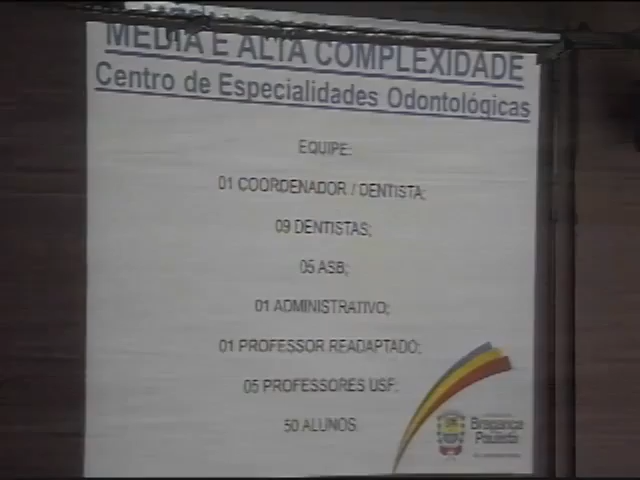 MÉDIA E ALTA COMPLEXIDADE
Centro de Especialidades Odontológicas
EQUIPE:
01 COORDENADOR / DENTISTA;
09 DENTISTAS;
05 ASB;
01 ADMINISTRATIVO;
01 PROFESSOR READAPTADO;
05 PROFESSORES USF;
50 ALUNOS.
Bragança
Paulista